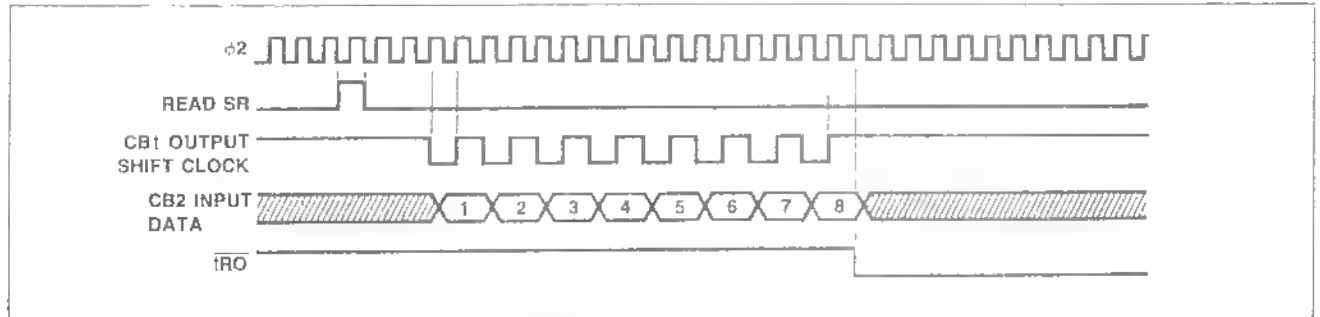 ϕ2
READ SR
CB1 OUTPUT
SHIFT CLOCK
CB2 INPUT
DATA
1 2 3 4 5 6 7 8
IRQ